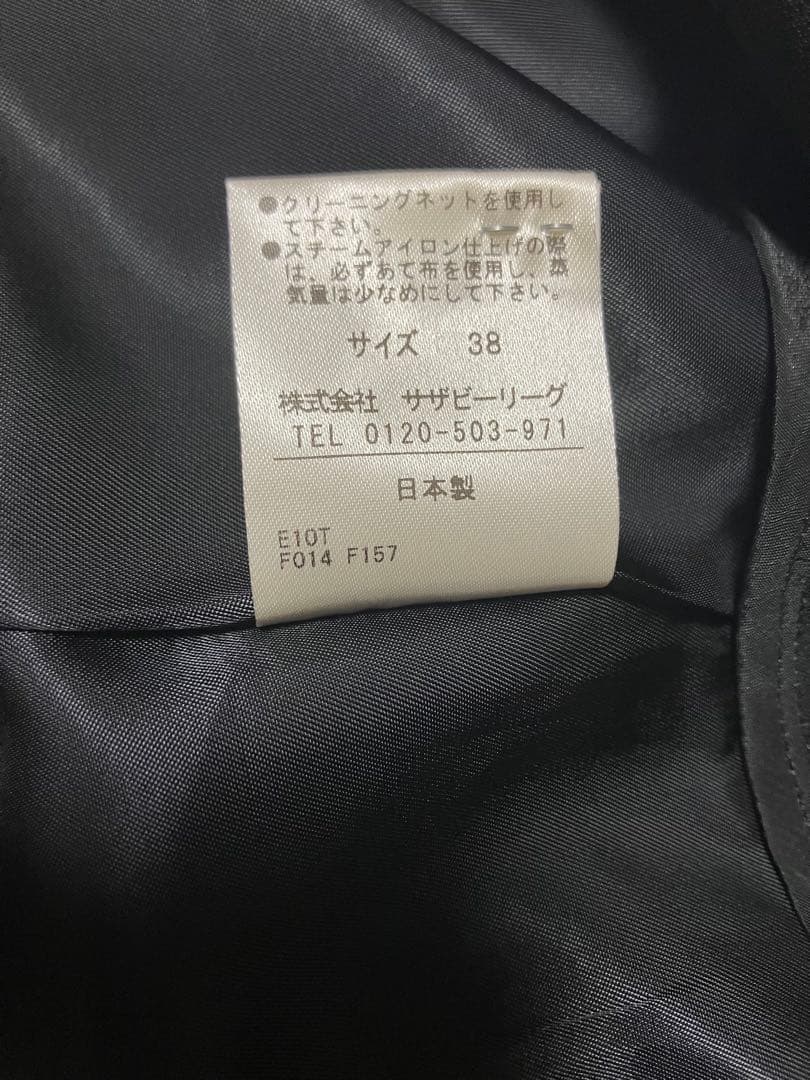 ●クリーニングネットを使用し
て下さい。
●スチームアイロン仕上げの際
は、必ずあて布を使用し、蒸
気量は少なめにして下さい。
サイズ 38
株式会社 サザビーリーグ
TEL 0120-503-971
日本製
E10T
F014 F157